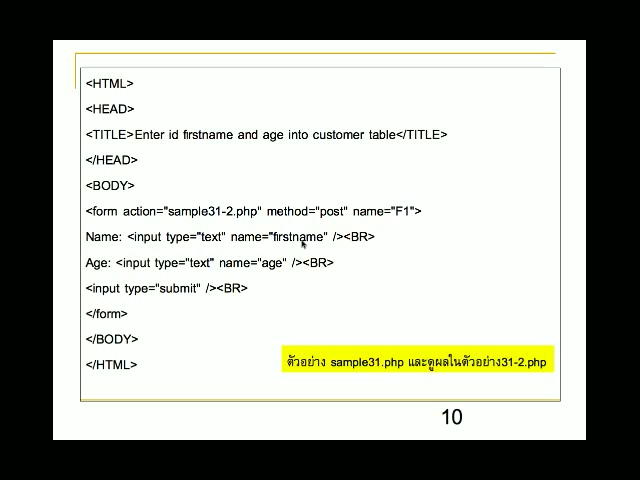 <HTML>
<HEAD>
<TITLE>Enter id firstname and age into customer table</TITLE>
</HEAD>
<BODY>
<form action="sample31-2.php" method="post" name="F1">
Name: <input type="text" name="firstname" /><BR>
Age: <input type="text" name="age" /><BR>
<input type="submit" /><BR>
</form>
</BODY>
</HTML>
ตัวอย่าง sample31.php และดูผลในตัวอย่าง31-2.php
10